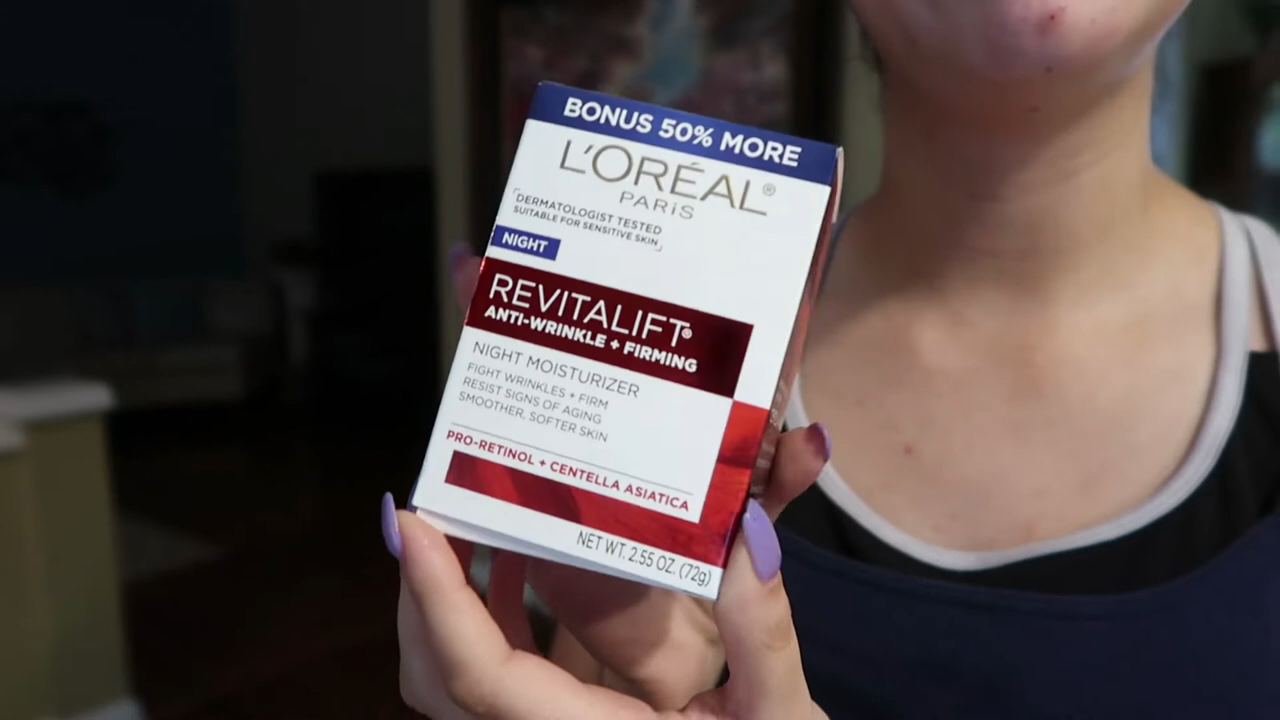 BONUS 50% MORE
L'ORÉAL®
PARIS
DERMATOLOGIST TESTED
SUITABLE FOR SENSITIVE SKIN
NIGHT
REVITALIFT®
ANTI-WRINKLE + FIRMING
NIGHT MOISTURIZER
FIGHT WRINKLES + FIRM
RESIST SIGNS OF AGING
SMOOTHER, SOFTER SKIN
PRO-RETINOL + CENTELLA ASIATICA
NET WT. 2.55 OZ. (72g)